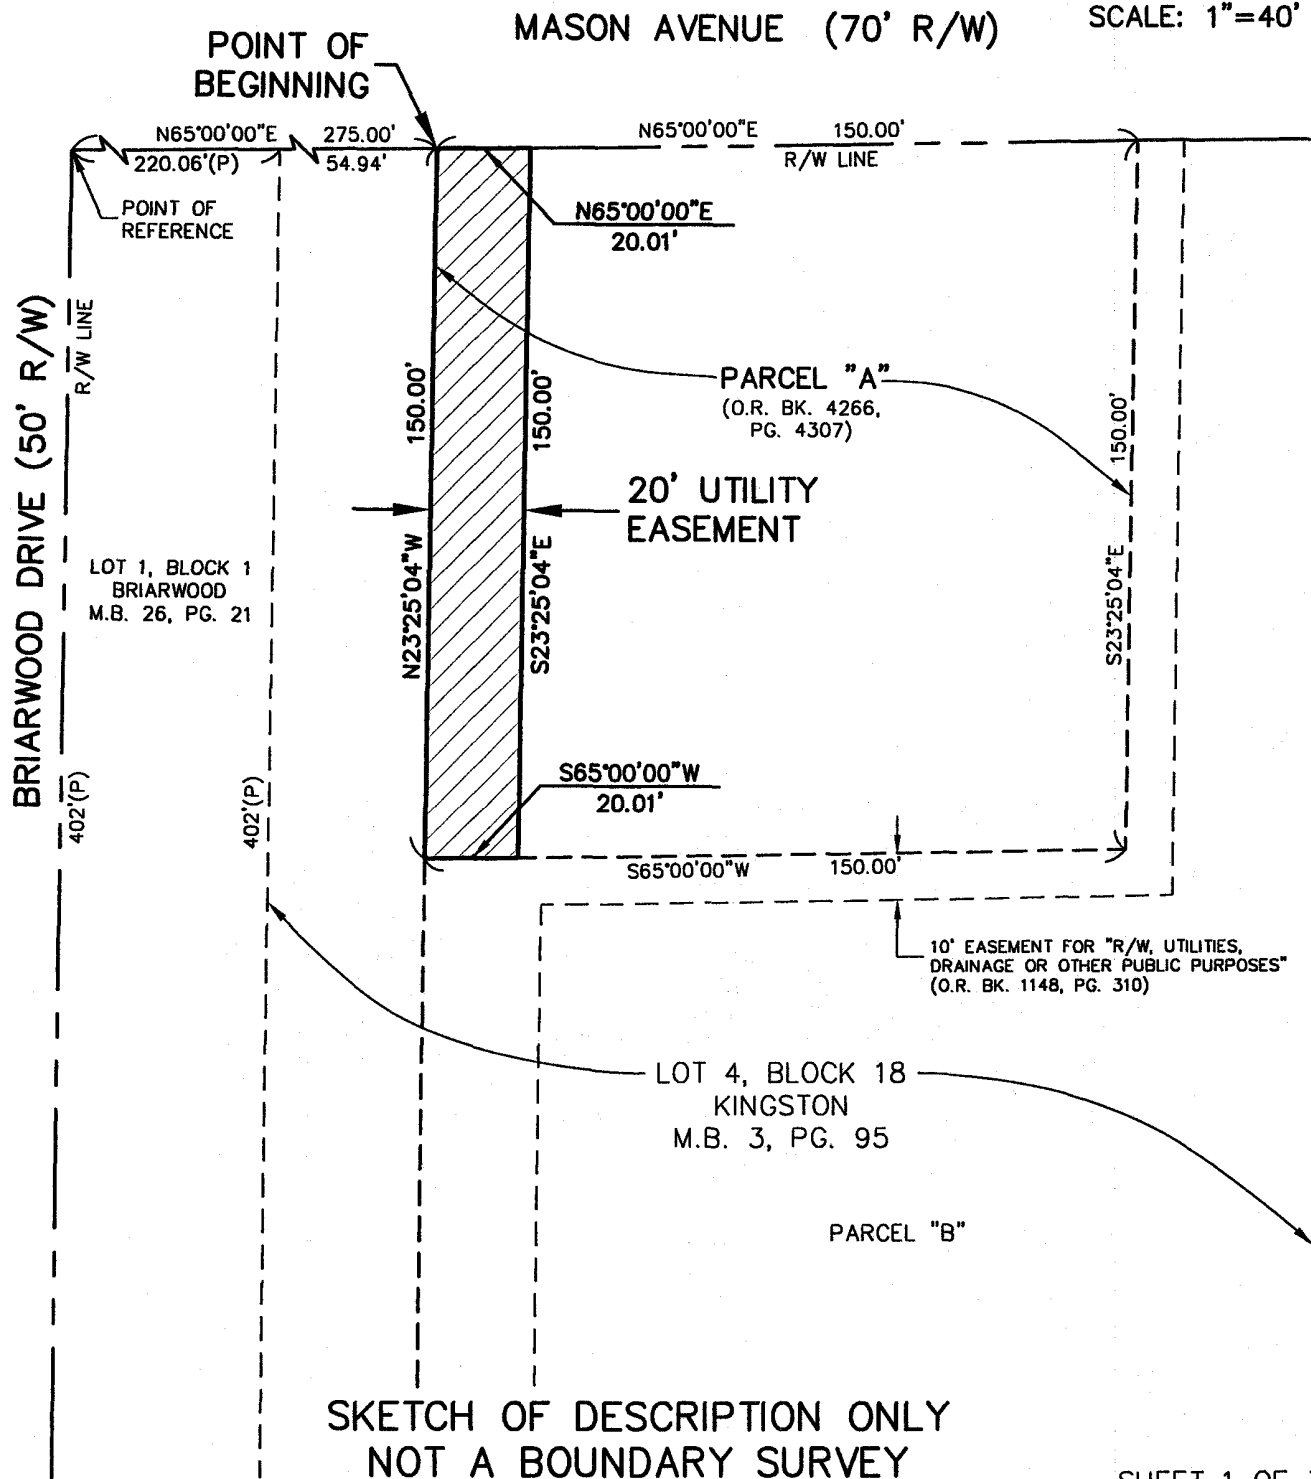 MASON AVENUE (70' R/W)
SCALE: 1"=40'
POINT OF
BEGINNING
N65°00'00"E 275.00'
220.06'(P) 54.94'
N65°00'00"E 150.00'
R/W LINE
POINT OF
REFERENCE
N65°00'00"E
20.01'
BRIARWOOD DRIVE (50' R/W)
R/W LINE
150.00'
150.00'
PARCEL "A"
(O.R. BK. 4266,
PG. 4307)
150.00'
20' UTILITY
EASEMENT
LOT 1, BLOCK 1
BRIARWOOD
M.B. 26, PG. 21
N23°25'04"W
S23°25'04"E
S23°25'04"E
402'(P)
402'(P)
S65°00'00"W
20.01'
S65°00'00"W 150.00'
10' EASEMENT FOR "R/W, UTILITIES,
DRAINAGE OR OTHER PUBLIC PURPOSES"
(O.R. BK. 1148, PG. 310)
LOT 4, BLOCK 18
KINGSTON
M.B. 3, PG. 95
PARCEL "B"
SKETCH OF DESCRIPTION ONLY
NOT A BOUNDARY SURVEY
SHEET 1 OF